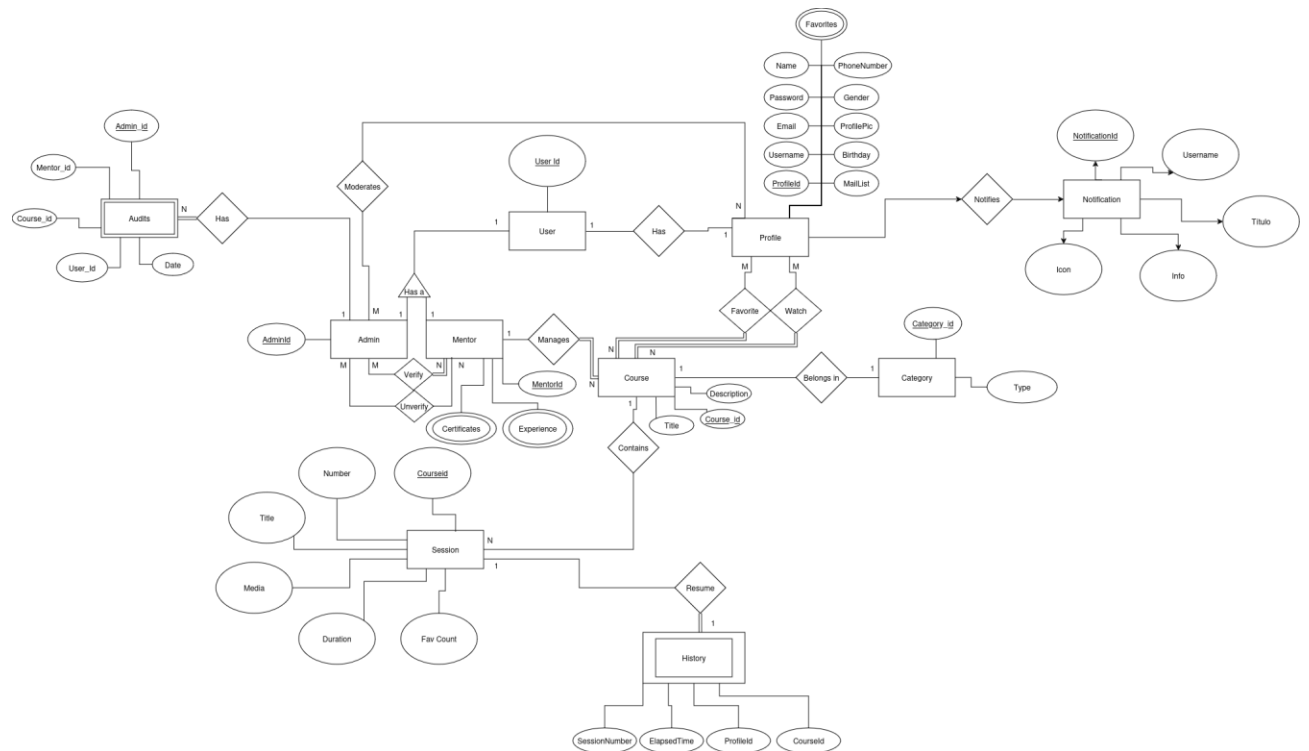 Favorites
Name
PhoneNumber
Password
Gender
Email
ProfilePic
Username
Birthday
ProfileId
MailList
Admin_id
Mentor_id
Course_id
User_Id
Date
Audits
N
Has
Moderates
User Id
1
User
1
Has
N
1
Profile
M
M
Notifies
NotificationId
Username
Notification
Título
Icon
Info
Has a
1
M
1
1
AdminId
Admin
Mentor
1
Manages
M
M
N
N
Verify
Unverify
MentorId
Certificates
Experience
Favorite
Watch
N
N
N
Course
1
1
Belongs in
1
Category_id
Category
Type
Description
Course_id
Title
Contains
Number
Courseid
Title
Session
N
1
Media
Duration
Fav Count
Resume
1
History
SessionNumber
ElapsedTime
ProfileId
CourseId